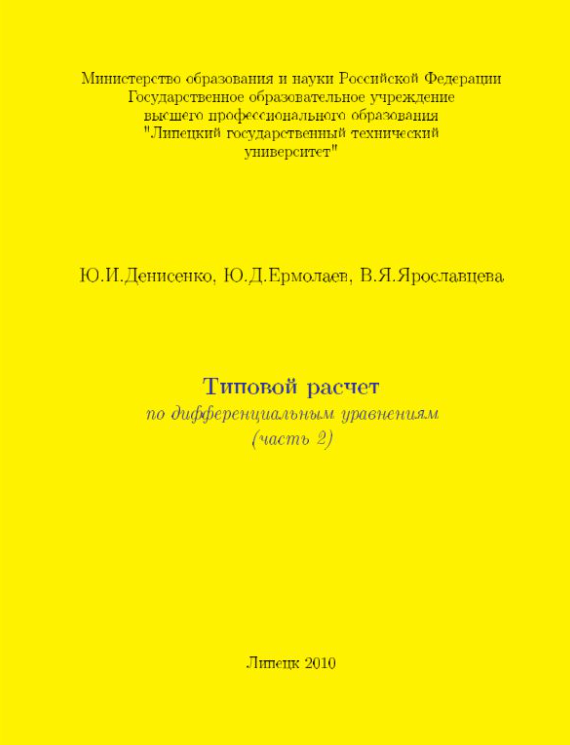 Министерство образования и науки Российской Федерации
Государственное образовательное учреждение
высшего профессионального образования
"Липецкий государственный технический
университет"
Ю.И.Денисенко, Ю.Д.Ермолаев, В.Я.Ярославцева
Типовой расчет
по дифференциальным уравнениям
(часть 2)
Липецк 2010